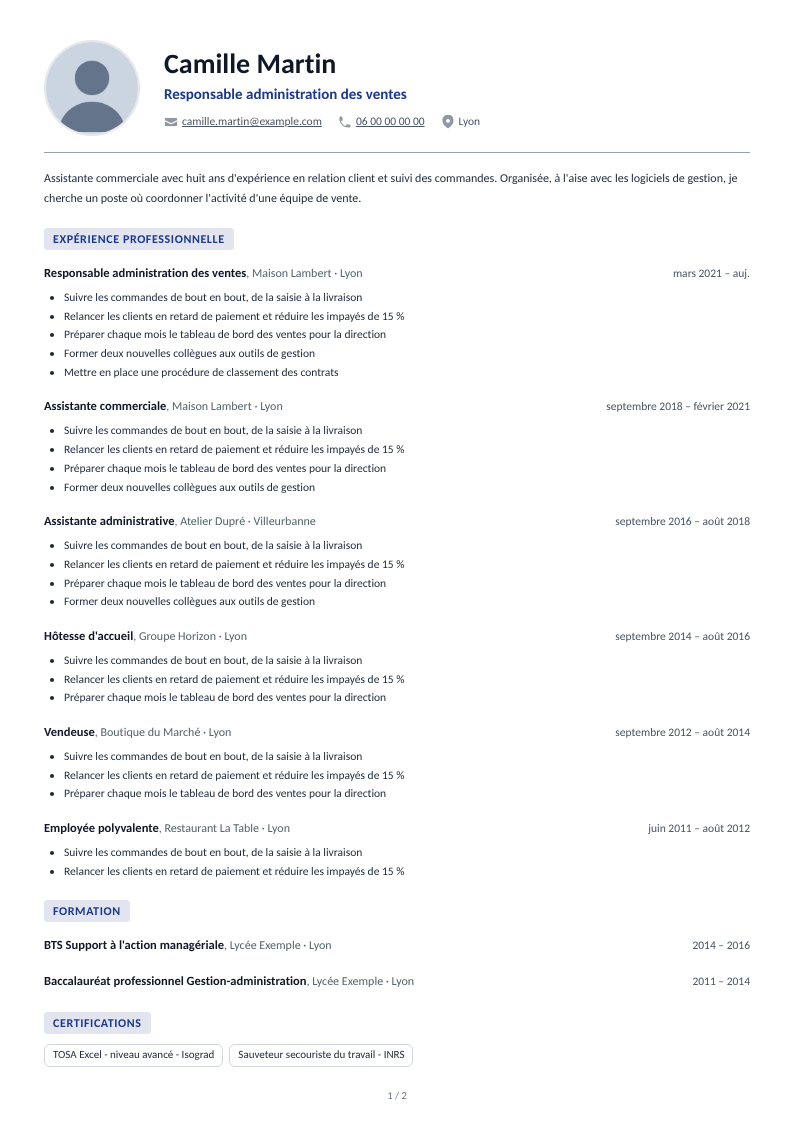 Camille Martin
Responsable administration des ventes
camille.martin@example.com 06 00 00 00 00 Lyon
Assistante commerciale avec huit ans d'expérience en relation client et suivi des commandes. Organisée, à l'aise avec les logiciels de gestion, je
cherche un poste où coordonner l'activité d'une équipe de vente.
EXPÉRIENCE PROFESSIONNELLE
Responsable administration des ventes, Maison Lambert · Lyon mars 2021 – auj.
• Suivre les commandes de bout en bout, de la saisie à la livraison
• Relancer les clients en retard de paiement et réduire les impayés de 15 %
• Préparer chaque mois le tableau de bord des ventes pour la direction
• Former deux nouvelles collègues aux outils de gestion
• Mettre en place une procédure de classement des contrats
Assistante commerciale, Maison Lambert · Lyon septembre 2018 – février 2021
• Suivre les commandes de bout en bout, de la saisie à la livraison
• Relancer les clients en retard de paiement et réduire les impayés de 15 %
• Préparer chaque mois le tableau de bord des ventes pour la direction
• Former deux nouvelles collègues aux outils de gestion
Assistante administrative, Atelier Dupré · Villeurbanne septembre 2016 – août 2018
• Suivre les commandes de bout en bout, de la saisie à la livraison
• Relancer les clients en retard de paiement et réduire les impayés de 15 %
• Préparer chaque mois le tableau de bord des ventes pour la direction
• Former deux nouvelles collègues aux outils de gestion
Hôtesse d'accueil, Groupe Horizon · Lyon septembre 2014 – août 2016
• Suivre les commandes de bout en bout, de la saisie à la livraison
• Relancer les clients en retard de paiement et réduire les impayés de 15 %
• Préparer chaque mois le tableau de bord des ventes pour la direction
Vendeuse, Boutique du Marché · Lyon septembre 2012 – août 2014
• Suivre les commandes de bout en bout, de la saisie à la livraison
• Relancer les clients en retard de paiement et réduire les impayés de 15 %
• Préparer chaque mois le tableau de bord des ventes pour la direction
Employée polyvalente, Restaurant La Table · Lyon juin 2011 – août 2012
• Suivre les commandes de bout en bout, de la saisie à la livraison
• Relancer les clients en retard de paiement et réduire les impayés de 15 %
FORMATION
BTS Support à l'action managériale, Lycée Exemple · Lyon 2014 – 2016
Baccalauréat professionnel Gestion-administration, Lycée Exemple · Lyon 2011 – 2014
CERTIFICATIONS
TOSA Excel - niveau avancé - Isograd Sauveteur secouriste du travail - INRS
1 / 2